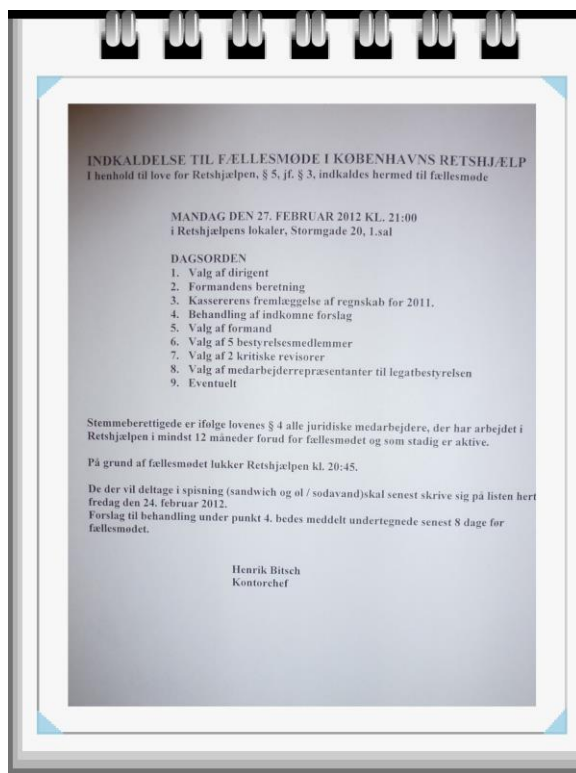 INDKALDELSE TIL FÆLLESMØDE I KØBENHAVNS RETSHJÆLP
I henhold til love for Retshjælpen, § 5, jf. § 3, indkaldes hermed til fællesmøde
MANDAG DEN 27. FEBRUAR 2012 KL. 21:00
i Retshjælpens lokaler, Stormgade 20, 1.sal
DAGSORDEN
1. Valg af dirigent
2. Formandens beretning
3. Kassererens fremlæggelse af regnskab for 2011.
4. Behandling af indkomne forslag
5. Valg af formand
6. Valg af 5 bestyrelsesmedlemmer
7. Valg af 2 kritiske revisorer
8. Valg af medarbejderrepræsentanter til legatbestyrelsen
9. Eventuelt
Stemmeberettigede er ifølge lovenes § 4 alle juridiske medarbejdere, der har arbejdet i
Retshjælpen i mindst 12 måneder forud for fællesmødet og som stadig er aktive.
På grund af fællesmødet lukker Retshjælpen kl. 20:45.
De der vil deltage i spisning (sandwich og øl / sodavand)skal senest skrive sig på listen hert
fredag den 24. februar 2012.
Forslag til behandling under punkt 4. bedes meddelt undertegnede senest 8 dage før
fællesmødet.
Henrik Bitsch
Kontorchef